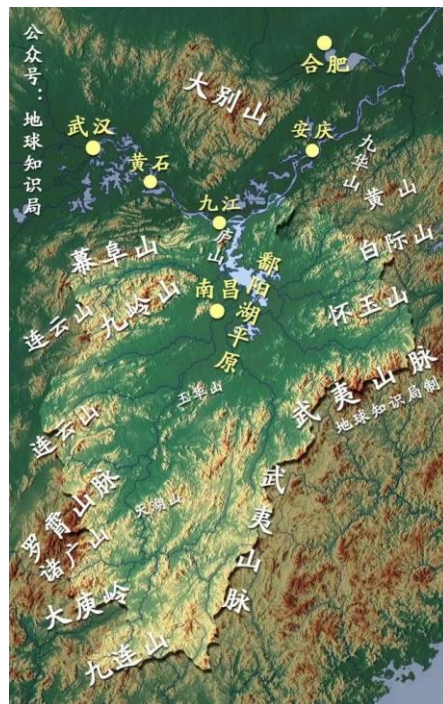 公众号：地球知识局
合肥
大别山
武汉
安庆
黄石
九华山
黄山
九江
庐山
白际山
幕阜山
鄱阳湖平原
连云山
九岭山
南昌
怀玉山
玉华山
武夷山脉
地球知识局制
连云山
武夷山脉
罗霄山脉
天湖山
诸广山
大庾岭
九连山